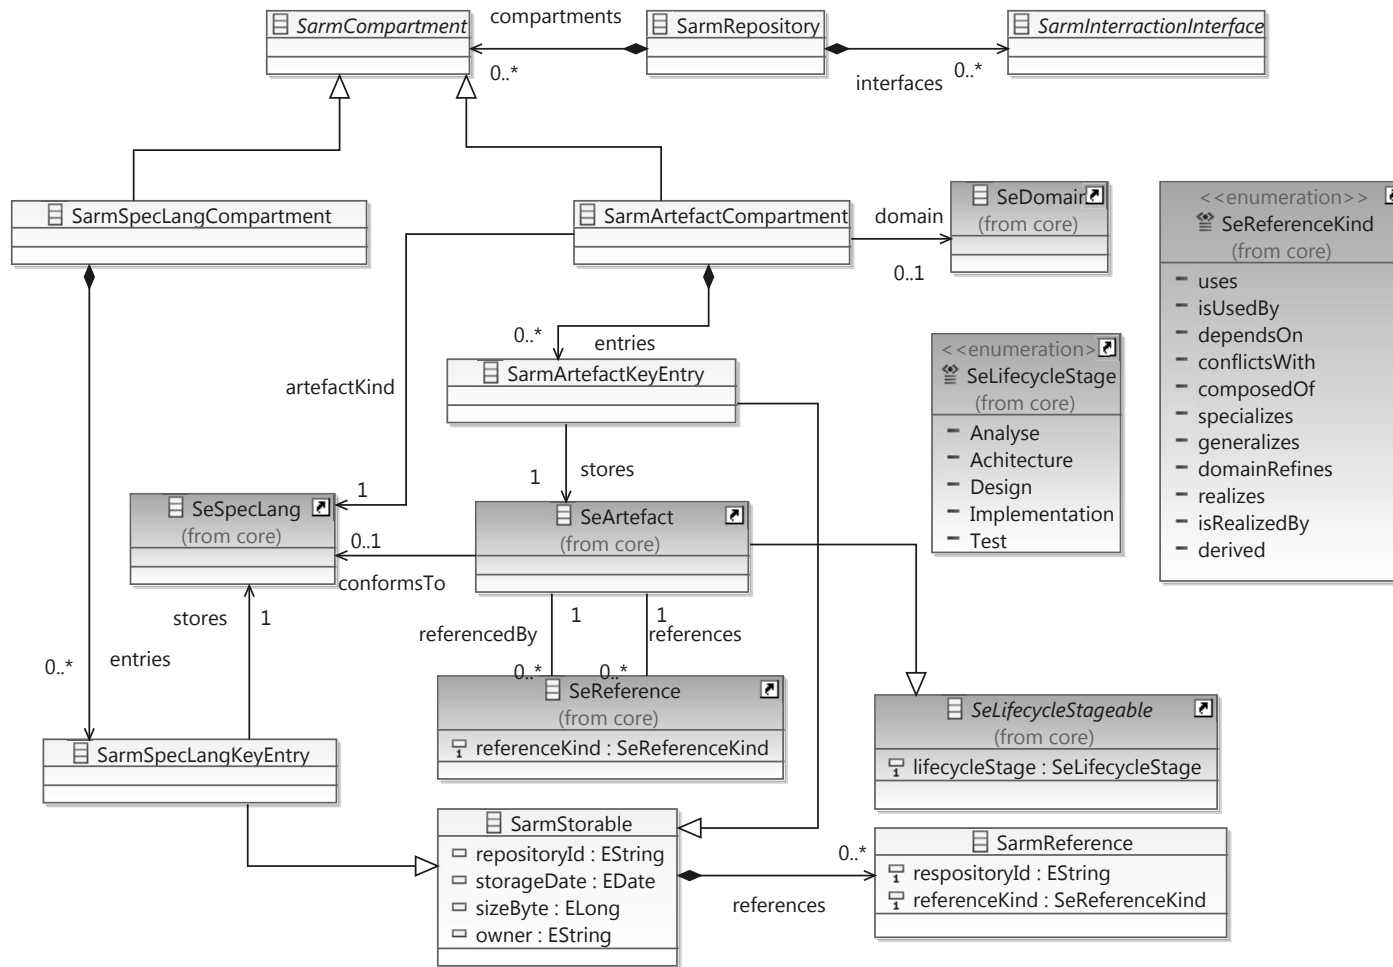 SarmCompartment
compartments
0..*
SarmRepository
interfaces
0..*
SarmInterractionInterface
SarmSpecLangCompartment
SarmArtefactCompartment
domain
0..1
SeDomain
(from core)
<<enumeration>>
SeReferenceKind
(from core)
uses
isUsedBy
dependsOn
conflictsWith
composedOf
specializes
generalizes
domainRefines
realizes
isRealizedBy
derived
0..*
entries
SarmArtefactKeyEntry
<<enumeration>
SeLifecycleStage
(from core)
Analyse
Achitecture
Design
Implementation
Test
artefactKind
1
1
stores
SeSpecLang
(from core)
SeArtefact
(from core)
0..1
conformsTo
stores
1
referencedBy
1
1
references
0..*
0..*
0..*
entries
SeReference
(from core)
referenceKind : SeReferenceKind
SeLifecycleStageable
(from core)
lifecycleStage : SeLifecycleStage
SarmSpecLangKeyEntry
SarmStorable
repositoryId : EString
storageDate : EDate
sizeByte : ELong
owner : EString
0..*
references
SarmReference
respositoryId : EString
referenceKind : SeReferenceKind